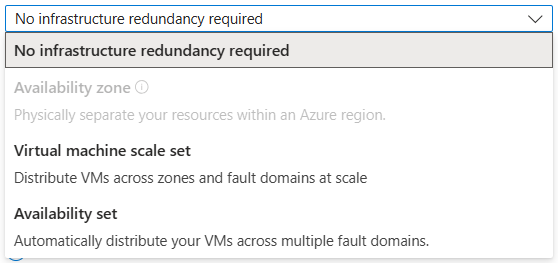 No infrastructure redundancy required
No infrastructure redundancy required
Availability zone
Physically separate your resources within an Azure region.
Virtual machine scale set
Distribute VMs across zones and fault domains at scale
Availability set
Automatically distribute your VMs across multiple fault domains.